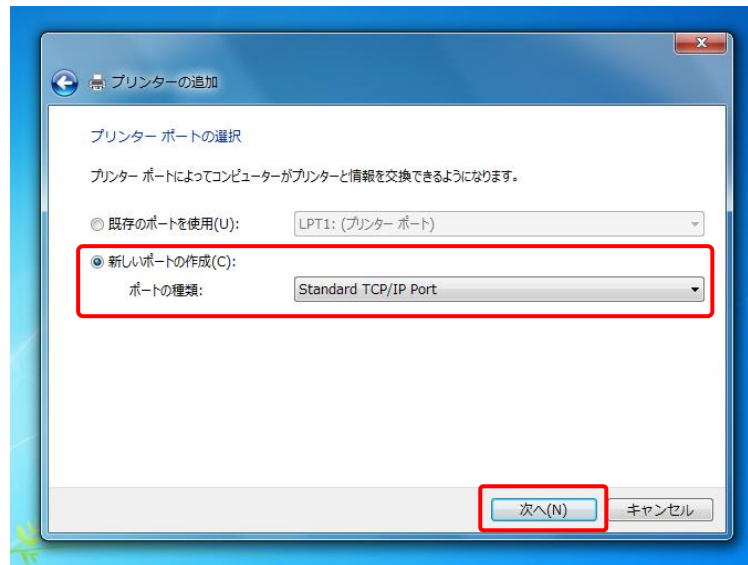 x
プリンターの追加
プリンター ポートの選択
プリンター ポートによってコンピューターがプリンターと情報を交換できるようになります。
既存のポートを使用(U): LPT1: (プリンター ポート)
新しいポートの作成(C):
ポートの種類: Standard TCP/IP Port
次へ(N) キャンセル